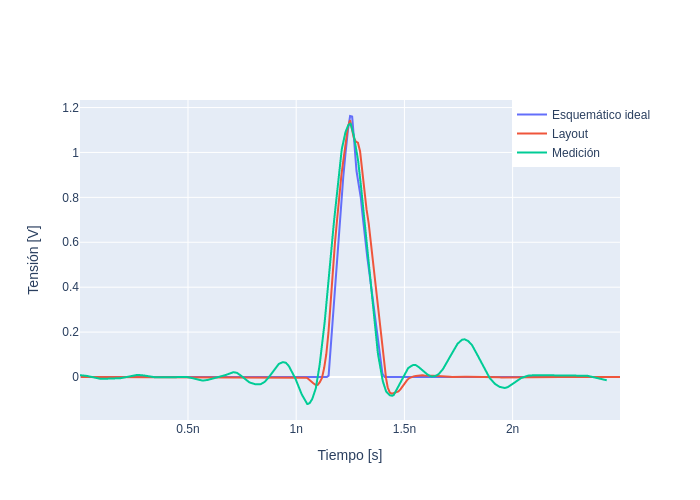 Esquemático ideal
Layout
Medición
1.2
1
0.8
0.6
0.4
0.2
0
Tensión [V]
0.5n
1n
1.5n
2n
Tiempo [s]